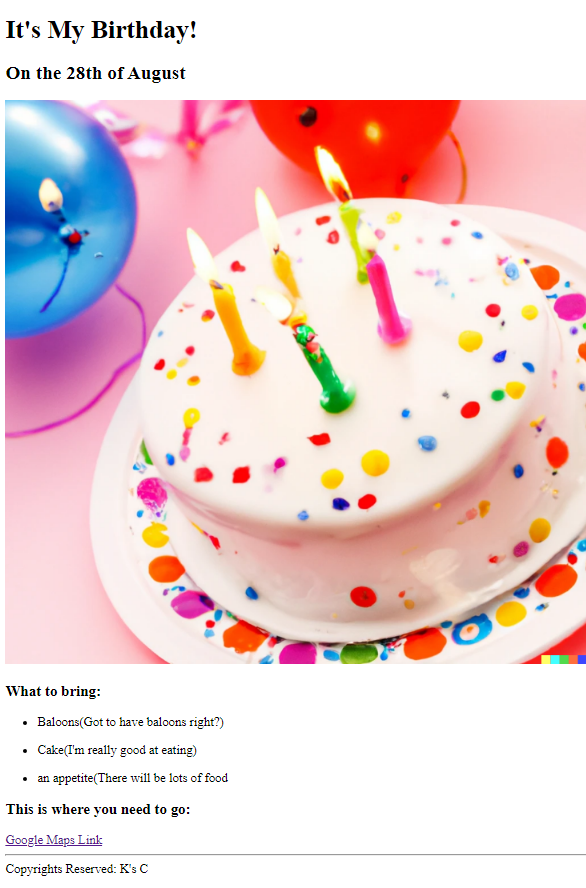 It's My Birthday!
On the 28th of August
What to bring:
Baloons(Got to have baloons right?)
Cake(I'm really good at eating)
an appetite(There will be lots of food
This is where you need to go:
Google Maps Link
Copyrights Reserved: K's C